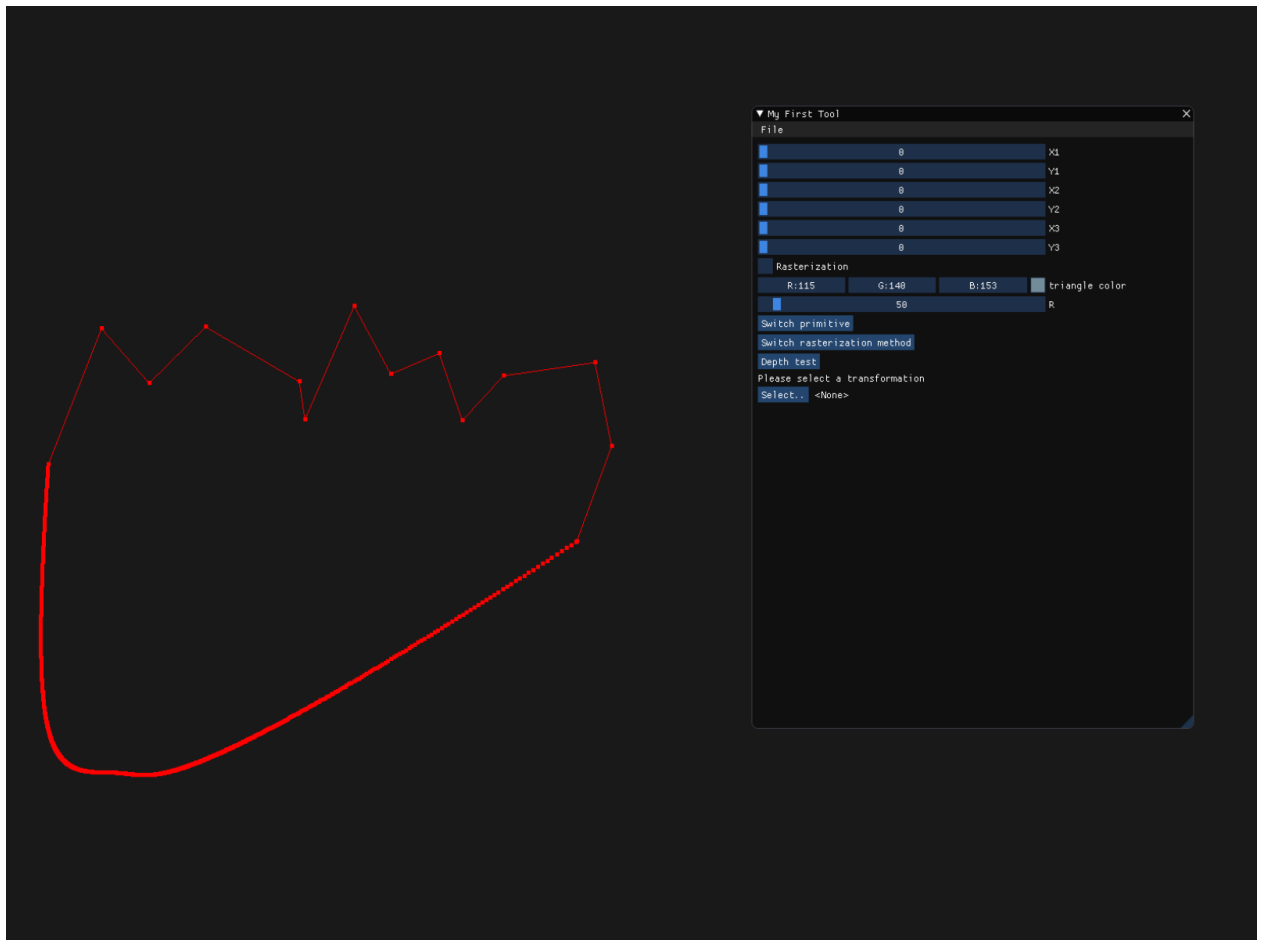 My First Tool
File
0 X1
0 Y1
0 X2
0 Y2
0 X3
0 Y3
Rasterization
R:115 G:140 B:153 triangle color
50 R
Switch primitive
Switch rasterization method
Depth test
Please select a transformation
Select.. <None>